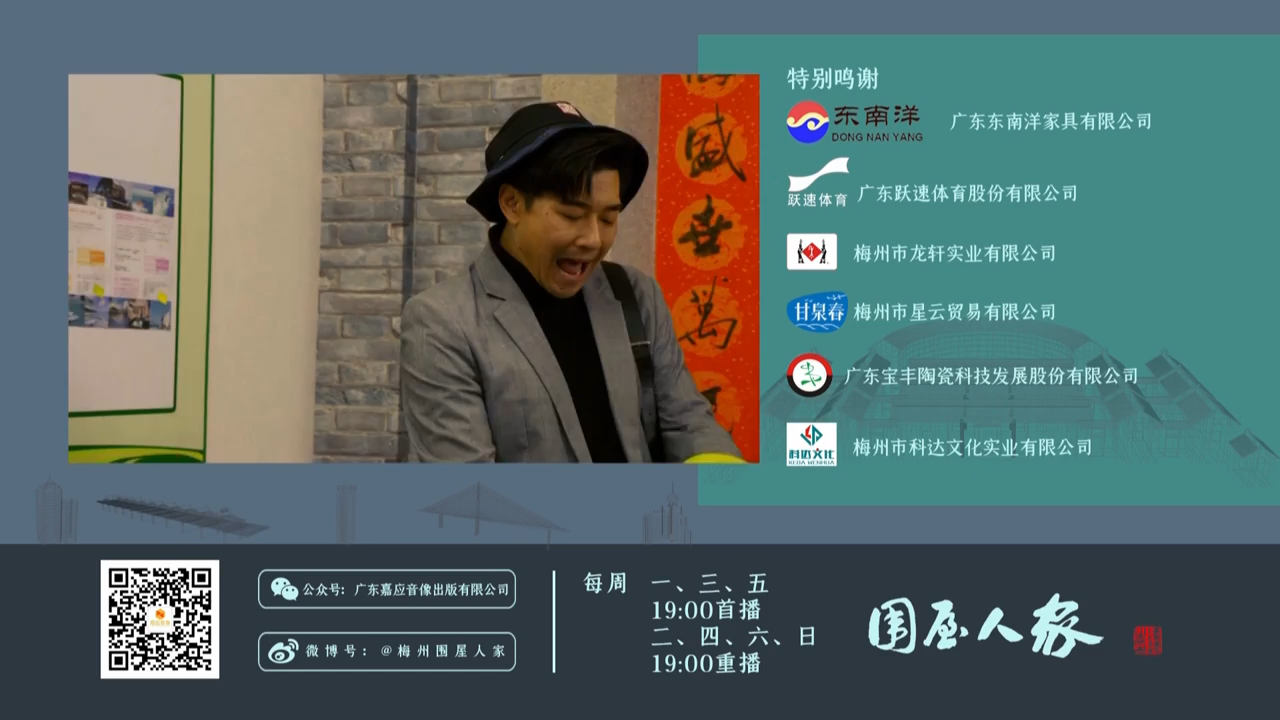 盛
世
萬
特别鸣谢
东南洋
DONG NAN YANG
广东东南洋家具有限公司
跃速体育
广东跃速体育股份有限公司
梅州市龙轩实业有限公司
甘泉春
梅州市星云贸易有限公司
广东宝丰陶瓷科技发展股份有限公司
科达文化
KEDA WENHUA
梅州市科达文化实业有限公司
公众号：广东嘉应音像出版有限公司
微博号：@梅州围屋人家
每周 一、三、五
19:00首播
二、四、六、日
19:00重播
围屋人家